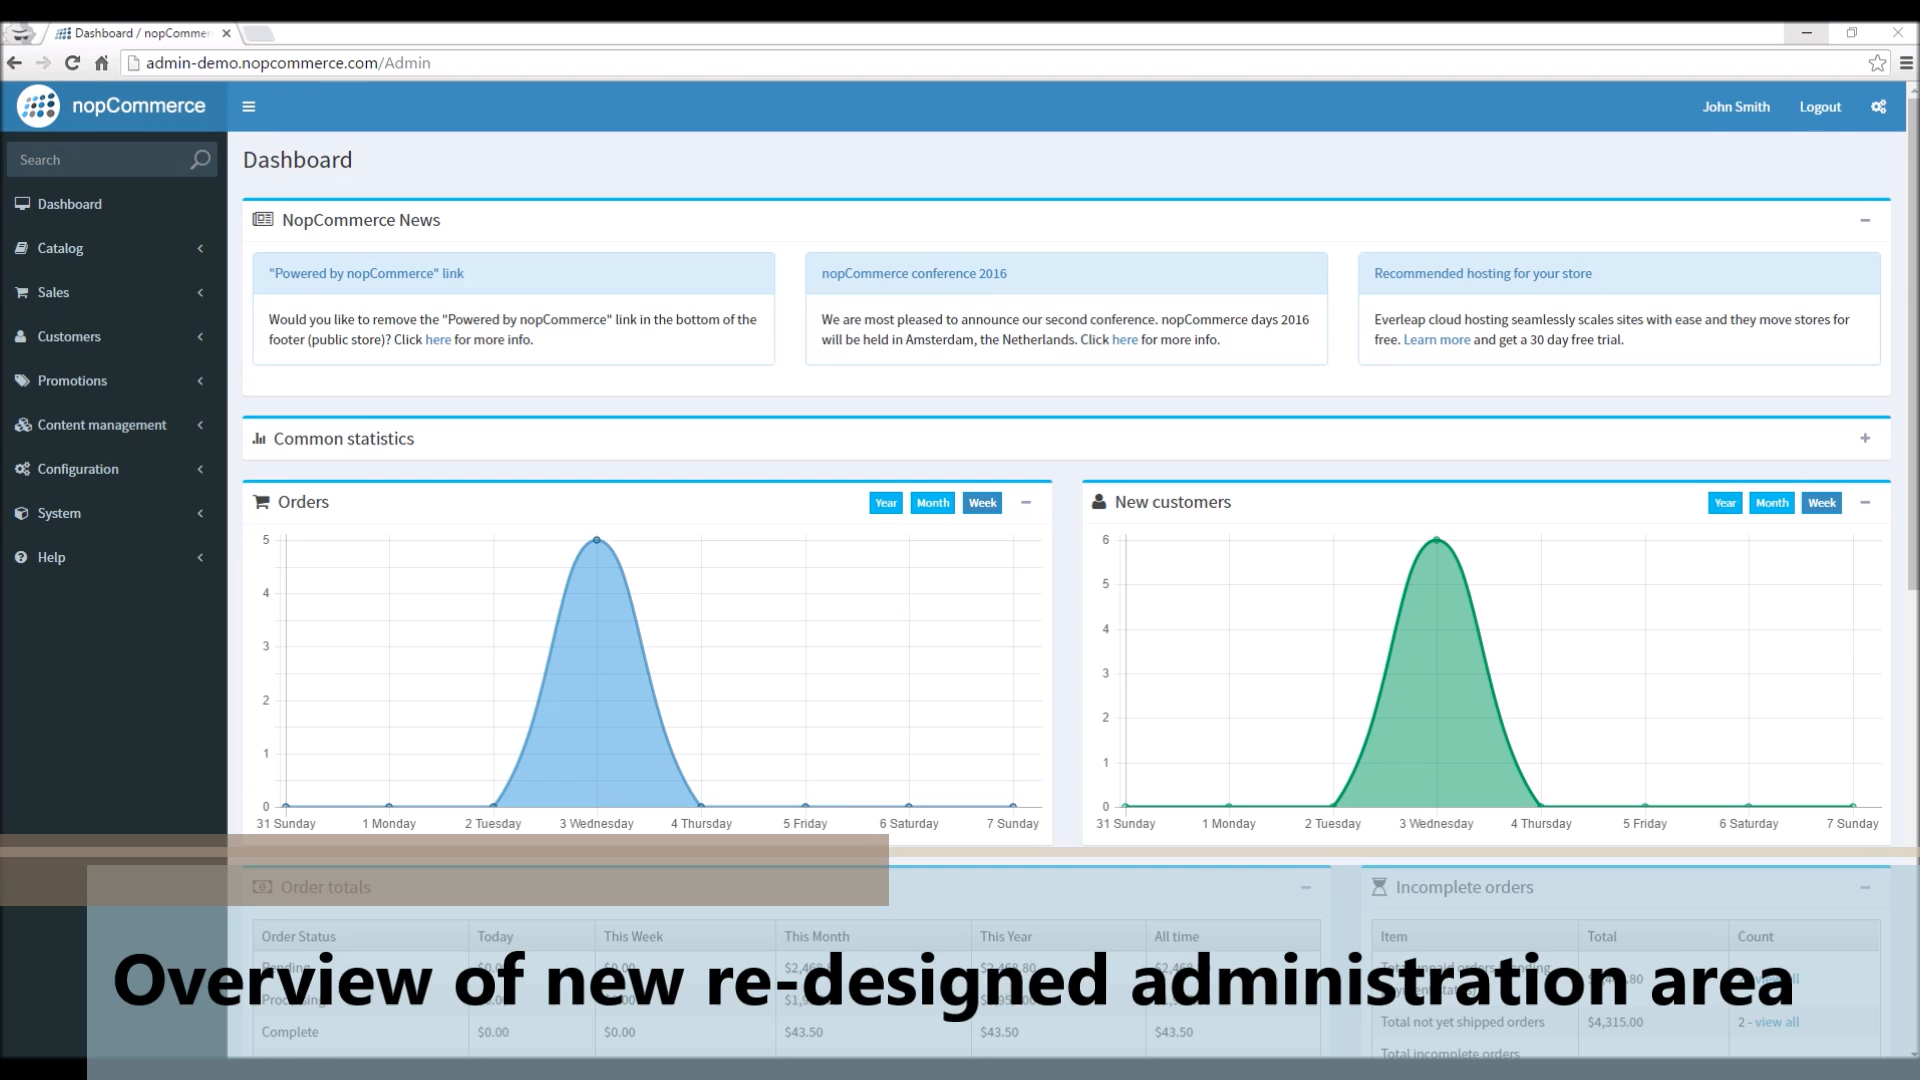 Dashboard / nopCommer
admin-demo.nopcommerce.com/Admin
nopCommerce
John Smith Logout
Search
Dashboard
Catalog
Sales
Customers
Promotions
Content management
Configuration
System
Help
Dashboard
NopCommerce News
"Powered by nopCommerce" link
Would you like to remove the "Powered by nopCommerce" link in the bottom of the
footer (public store)? Click here for more info.
nopCommerce conference 2016
We are most pleased to announce our second conference. nopCommerce days 2016
will be held in Amsterdam, the Netherlands. Click here for more info.
Recommended hosting for your store
Everleap cloud hosting seamlessly scales sites with ease and they move stores for
free. Learn more and get a 30 day free trial.
Common statistics
Orders Year Month Week
5
4
3
2
1
0
31 Sunday 1 Monday 2 Tuesday 3 Wednesday 4 Thursday 5 Friday 6 Saturday 7 Sunday
New customers Year Month Week
6
5
4
3
2
1
0
31 Sunday 1 Monday 2 Tuesday 3 Wednesday 4 Thursday 5 Friday 6 Saturday 7 Sunday
Order totals
Order Status Today This Week This Month This Year All time
Complete $0.00 $0.00 $43.50 $43.50 $43.50
Incomplete orders
Item Total Count
Total not yet shipped orders $4,315.00 2 - view all
Total incomplete orders
Overview of new re-designed administration area